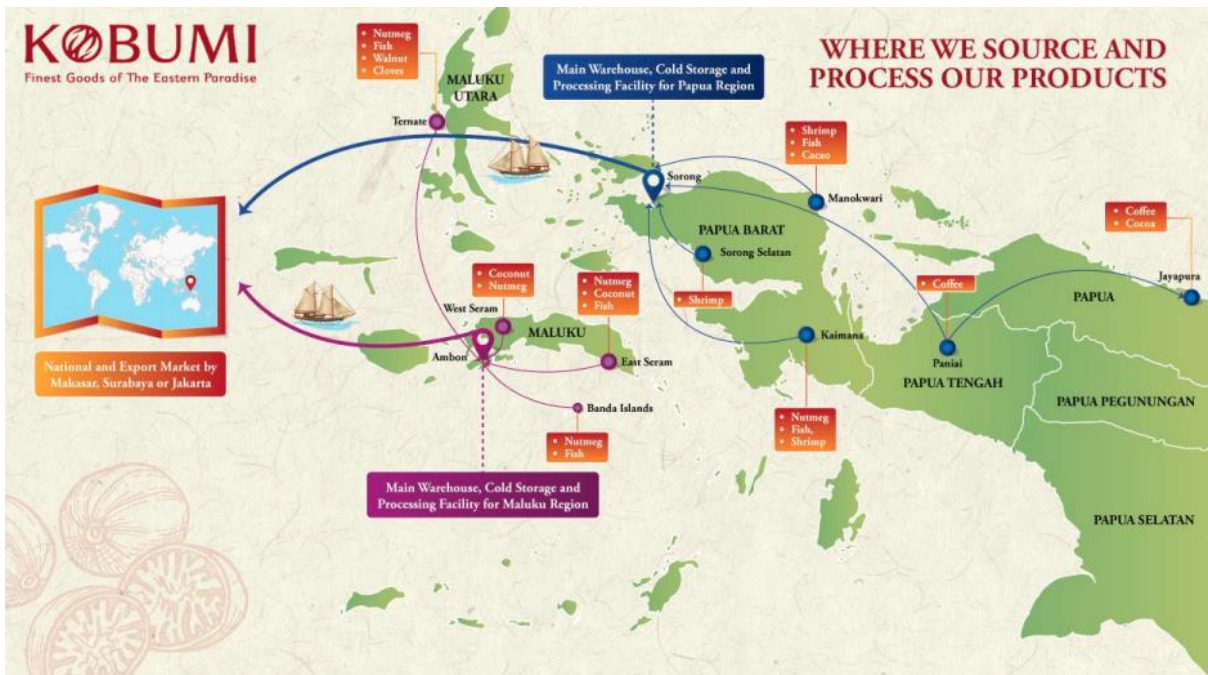 KOBUMI
Finest Goods of The Eastern Paradise
WHERE WE SOURCE AND
PROCESS OUR PRODUCTS
• Nutmeg
• Fish
• Walnut
• Cloves
MALUKU
UTARA
Ternate
Main Warehouse, Cold Storage and
Processing Facility for Papua Region
Sorong
• Shrimp
• Fish
• Cacao
Manokwari
PAPUA BARAT
Sorong Selatan
• Shrimp
• Coffee
• Cocoa
Jayapura
PAPUA
• Coffee
Paniai
PAPUA TENGAH
PAPUA PEGUNUNGAN
PAPUA SELATAN
Kaimana
• Nutmeg
• Fish,
• Shrimp
• Coconut
• Nutmeg
West Seram
• Nutmeg
• Coconut
• Fish
MALUKU
East Seram
Ambon
Banda Islands
• Nutmeg
• Fish
Main Warehouse, Cold Storage and
Processing Facility for Maluku Region
National and Export Market by
Makasar, Surabaya or Jakarta